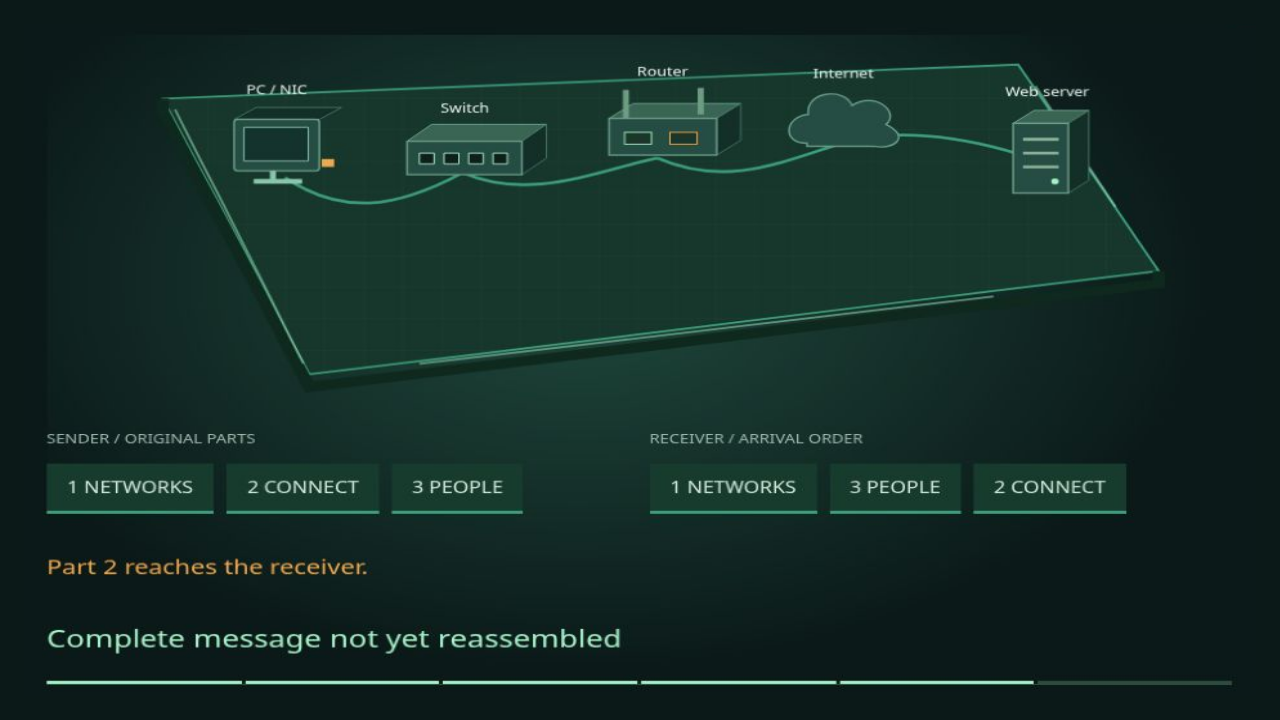 PC / NIC
Switch
Router
Internet
Web server
SENDER / ORIGINAL PARTS
1 NETWORKS
2 CONNECT
3 PEOPLE
RECEIVER / ARRIVAL ORDER
1 NETWORKS
3 PEOPLE
2 CONNECT
Part 2 reaches the receiver.
Complete message not yet reassembled